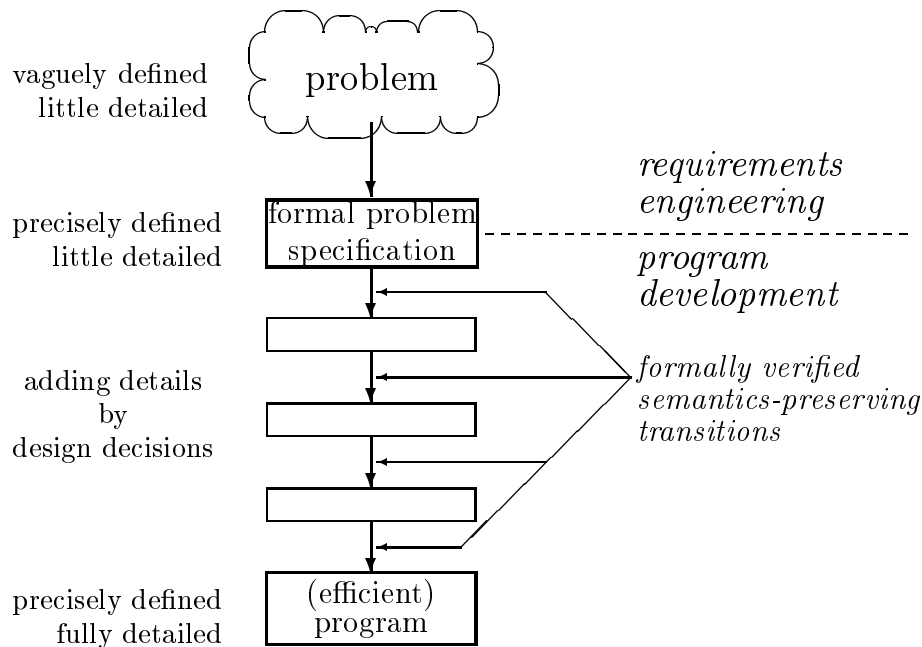 problem
vaguely defined
little detailed
requirements
engineering
formal problem
specification
precisely defined
little detailed
program
development
adding details
by
design decisions
formally verified
semantics-preserving
transitions
(efficient)
program
precisely defined
fully detailed